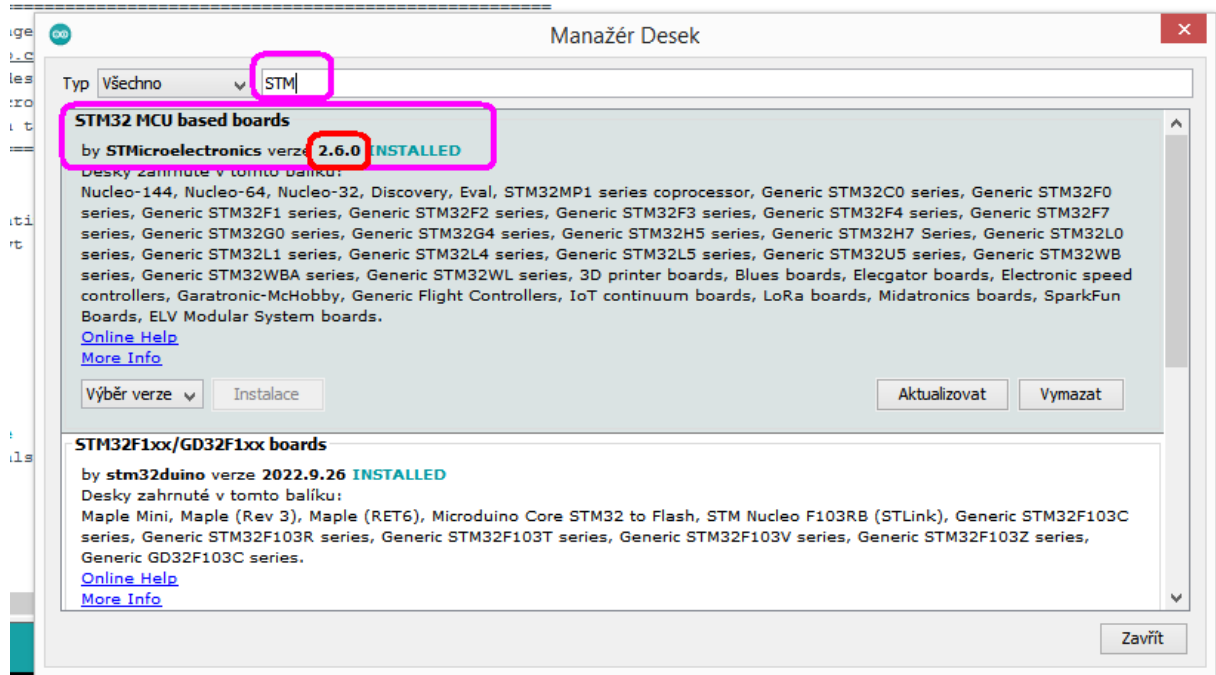 Manažér Desek
Typ Všechno STM
STM32 MCU based boards
by STMicroelectronics verze 2.6.0 INSTALLED
Desky zahrnuté v tomto balíku:
Nucleo-144, Nucleo-64, Nucleo-32, Discovery, Eval, STM32MP1 series coprocessor, Generic STM32C0 series, Generic STM32F0
series, Generic STM32F1 series, Generic STM32F2 series, Generic STM32F3 series, Generic STM32F4 series, Generic STM32F7
series, Generic STM32G0 series, Generic STM32G4 series, Generic STM32H5 series, Generic STM32H7 Series, Generic STM32L0
series, Generic STM32L1 series, Generic STM32L4 series, Generic STM32L5 series, Generic STM32U5 series, Generic STM32WB
series, Generic STM32WBA series, Generic STM32WL series, 3D printer boards, Blues boards, Elecgator boards, Electronic speed
controllers, Garatronic-McHobby, Generic Flight Controllers, IoT continuum boards, LoRa boards, Midatronics boards, SparkFun
Boards, ELV Modular System boards.
Online Help
More Info
Výběr verze Instalace Aktualizovat Vymazat
STM32F1xx/GD32F1xx boards
by stm32duino verze 2022.9.26 INSTALLED
Desky zahrnuté v tomto balíku:
Maple Mini, Maple (Rev 3), Maple (RET6), Microduino Core STM32 to Flash, STM Nucleo F103RB (STLink), Generic STM32F103C
series, Generic STM32F103R series, Generic STM32F103T series, Generic STM32F103V series, Generic STM32F103Z series,
Generic GD32F103C series.
Online Help
More Info
Zavřít